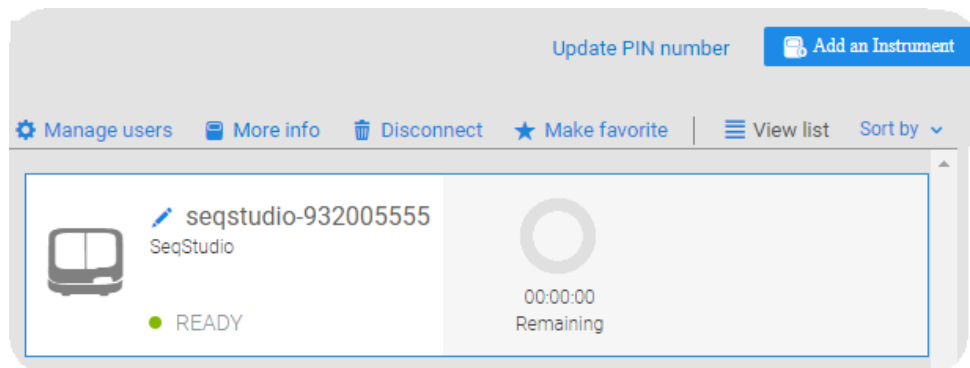 Update PIN number Add an Instrument
Manage users More info Disconnect Make favorite View list Sort by
seqstudio-932005555
SeqStudio
READY
00:00:00
Remaining